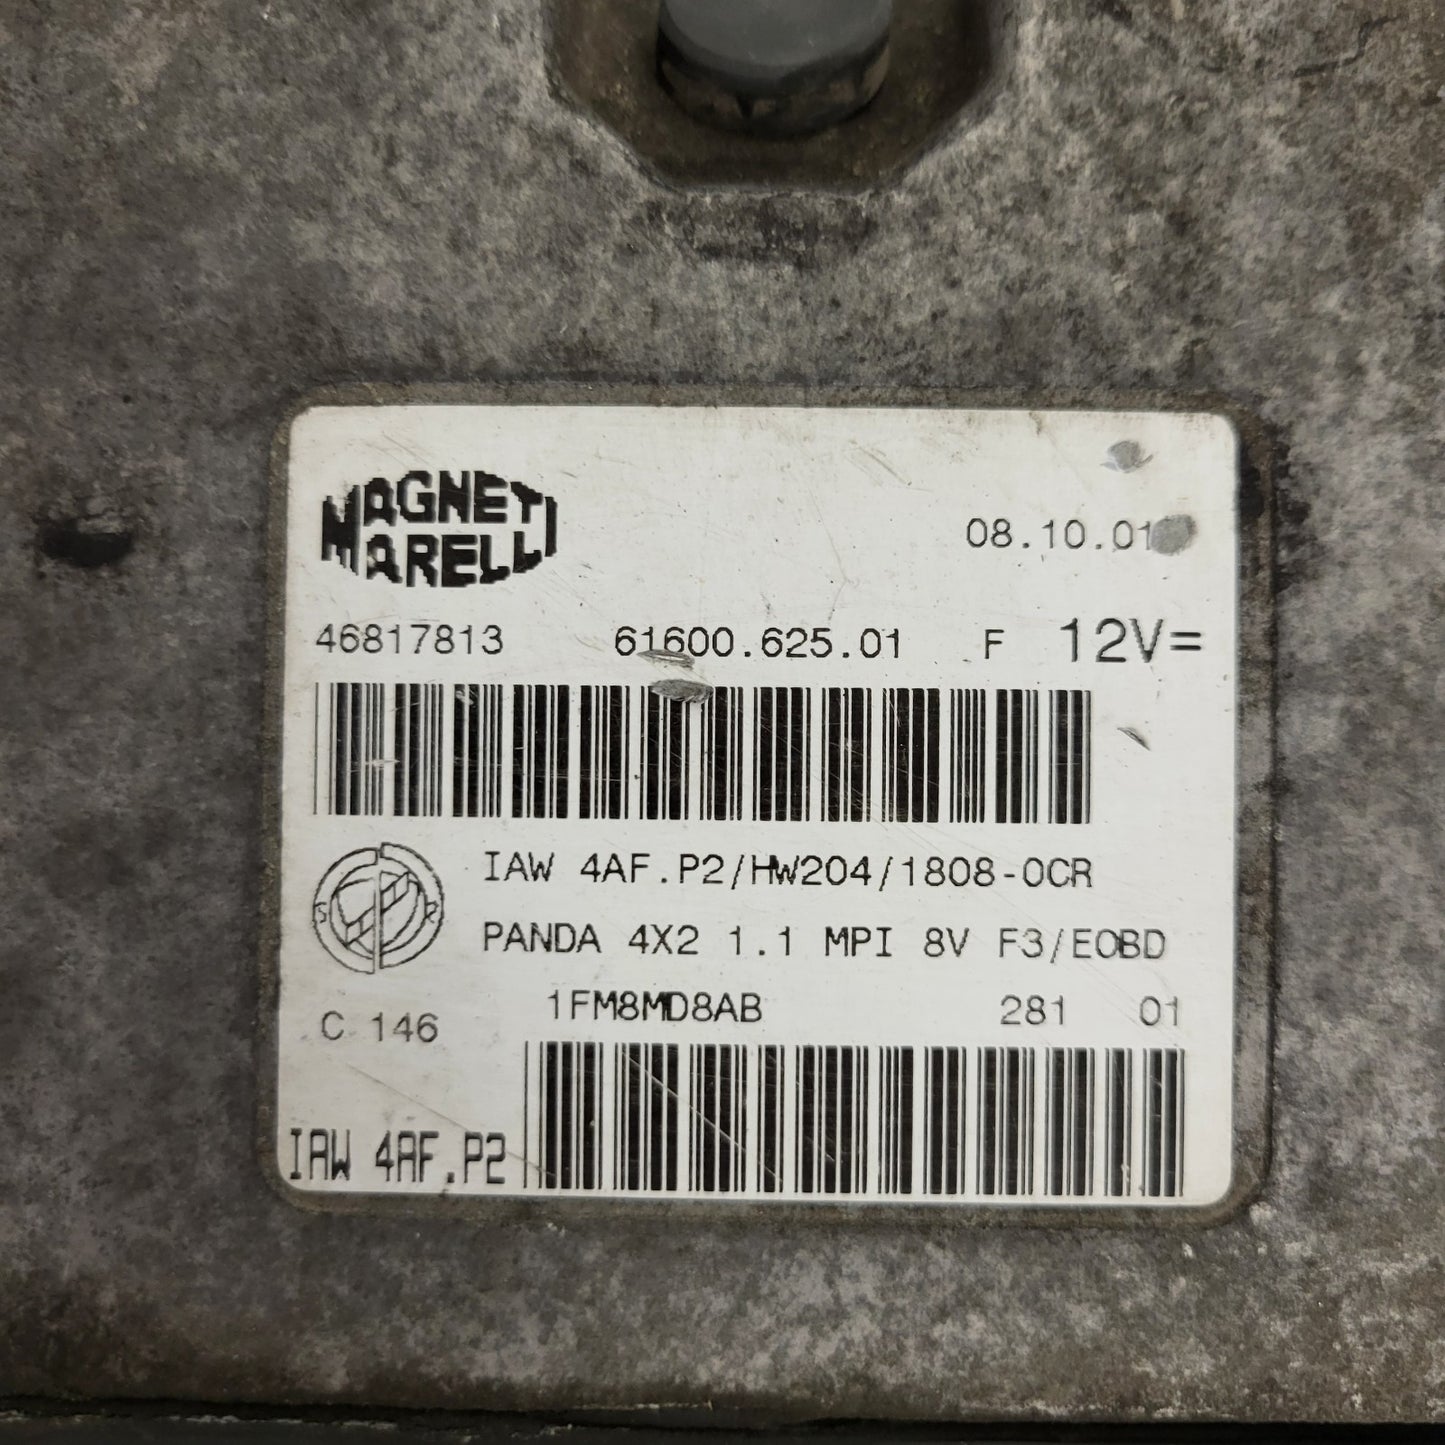 MAGNETI
MARELLI
08.10.01
46817813 61600.625.01 F 12V=
IAW 4AF.P2/HW204/1808-0CR
S R
PANDA 4X2 1.1 MPI 8V F3/EOBD
1FM8MD8AB 281 01
C 146
IAW 4AF.P2